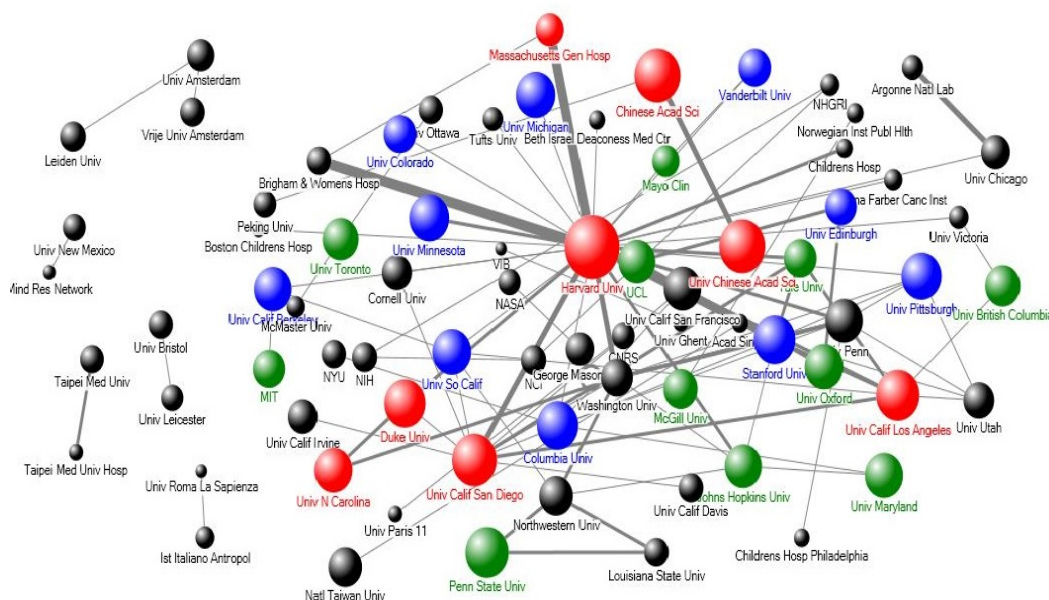 Massachusetts Gen Hosp
Univ Amsterdam
Chinese Acad Sci
Vanderbilt Univ
Argonne Natl Lab
NHGRI
Univ Michigan
Norwegian Inst Publ Hlth
Vrije Univ Amsterdam
Ottawa
Tufts Univ
Beth Israel Deaconess Med Ctr
Leiden Univ
Univ Colorado
Childrens Hosp
Univ Chicago
Brigham & Womens Hosp
Mayo Clin
Farber Canc Inst
Peking Univ
Univ Victoria
Univ Edinburgh
Boston Childrens Hosp
Univ New Mexico
Univ Minnesota
Univ Toronto
VIB
Harvard Univ
UCL
Univ Chinese Acad Sci
Univ
Mind Res Network
Cornell Univ
NASA
Univ Pittsburgh
Univ British Columbia
Univ Calif
McMaster Univ
Univ Calif San Francisco
Univ Ghent
Acad
Penn
Univ Bristol
CNRS
Taipei Med Univ
NYU
NIH
Univ So Calif
NCI
George Mason
Stanford Univ
MIT
Washington Univ
Univ Oxford
Univ Leicester
McGill Univ
Univ Calif Irvine
Duke Univ
Univ Calif Los Angeles
Univ Utah
Columbia Univ
Taipei Med Univ Hosp
Univ Roma La Sapienza
Univ N Carolina
Univ Calif San Diego
Johns Hopkins Univ
Univ Maryland
Univ Calif Davis
Univ Paris 11
Northwestern Univ
Ist Italiano Antropol
Childrens Hosp Philadelphia
Natl Taiwan Univ
Penn State Univ
Louisiana State Univ